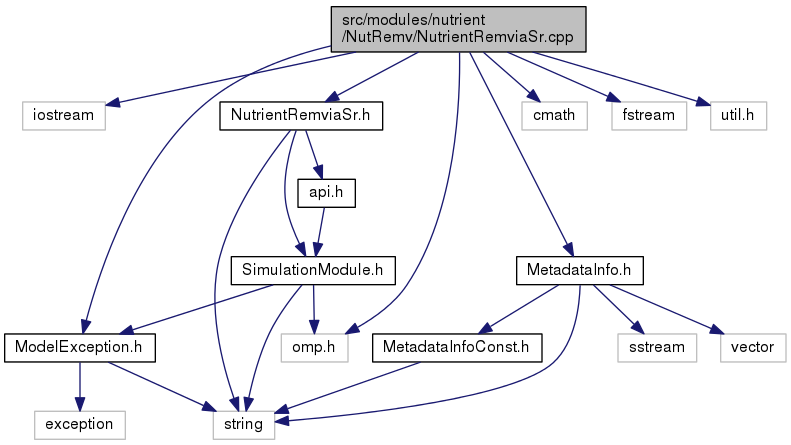 src/modules/nutrient
/NutRemv/NutrientRemviaSr.cpp
iostream
NutrientRemviaSr.h
cmath
fstream
util.h
api.h
SimulationModule.h
MetadataInfo.h
ModelException.h
omp.h
MetadataInfoConst.h
sstream
vector
exception
string